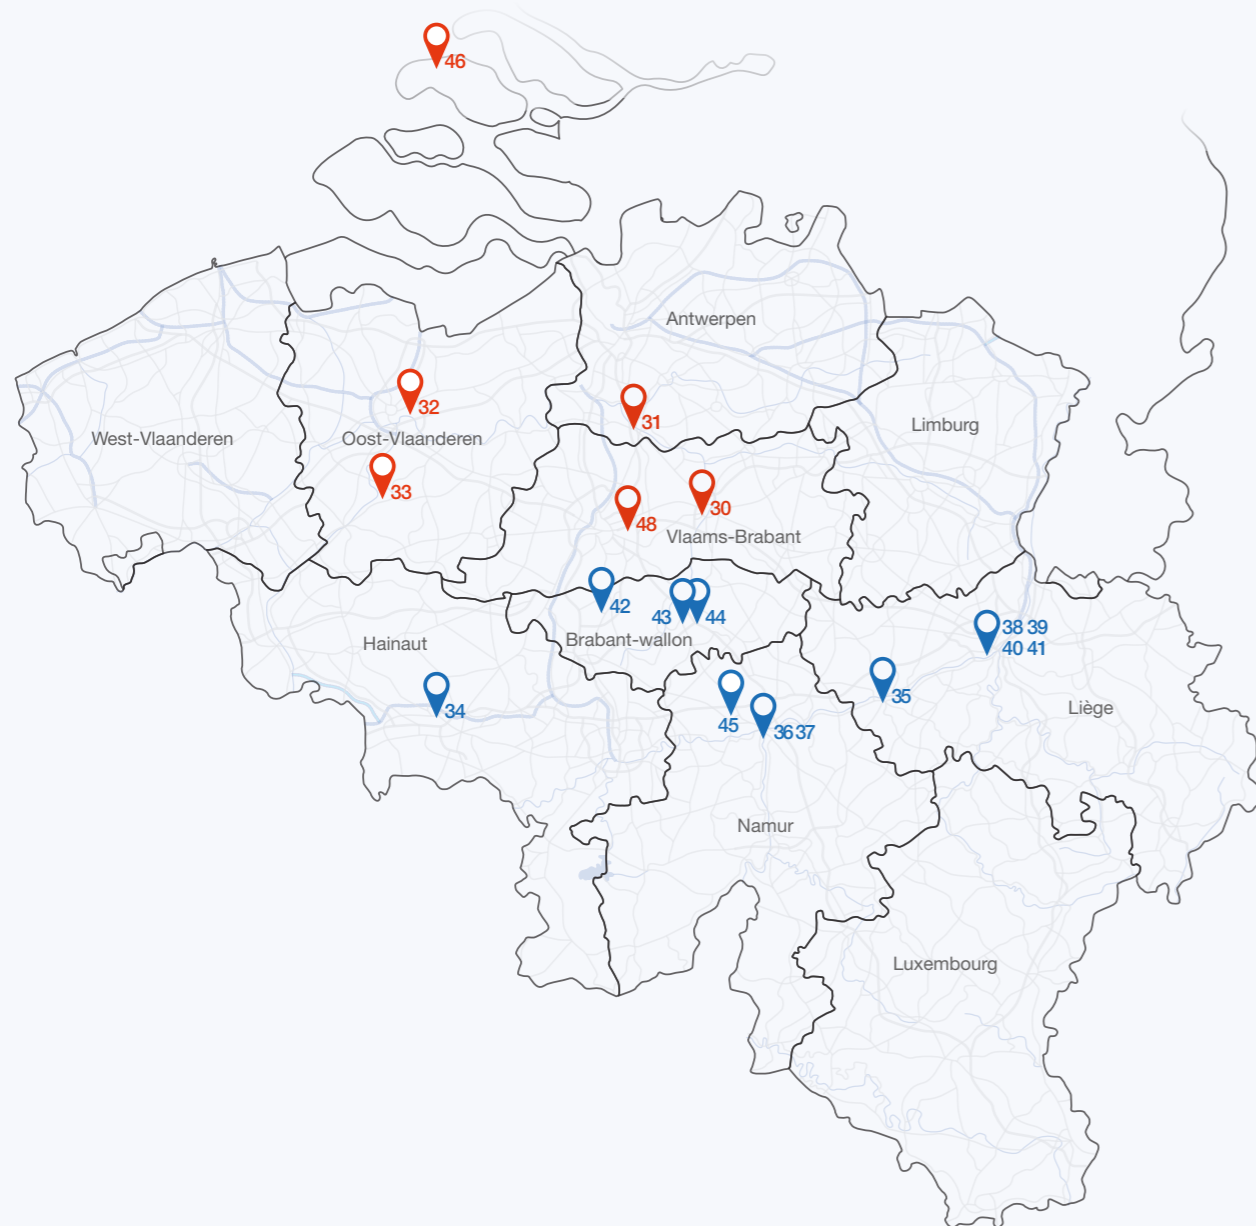 46
Antwerpen
32
31
Limburg
West-Vlaanderen
Oost-Vlaanderen
33
30
48
Vlaams-Brabant
42
43
44
38 39
40 41
Hainaut
Brabant-wallon
35
34
Liège
45
36 37
Namur
Luxembourg